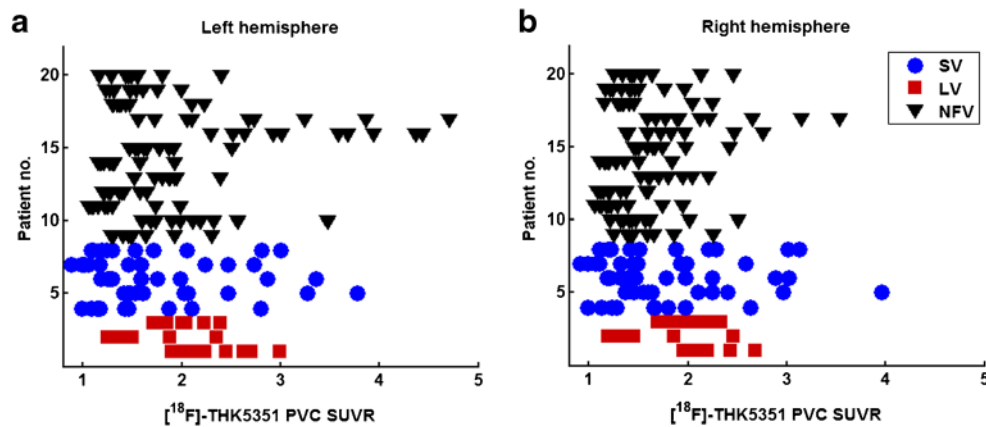 a
Left hemisphere
Patient no.
20
15
10
5
1 2 3 4 5
[¹⁸F]-THK5351 PVC SUVR
b
Right hemisphere
Patient no.
20
15
10
5
1 2 3 4 5
[¹⁸F]-THK5351 PVC SUVR
SV
LV
NFV